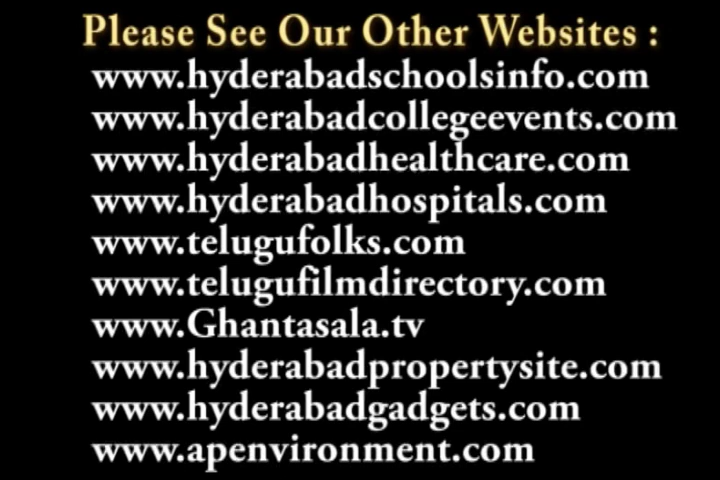 Please See Our Other Websites :
www.hyderabadschoolsinfo.com
www.hyderabadcollegeevents.com
www.hyderabadhealthcare.com
www.hyderabadhospitals.com
www.telugufolks.com
www.telugufilmdirectory.com
www.Ghantasala.tv
www.hyderabadpropertysite.com
www.hyderabadgadgets.com
www.apenvironment.com